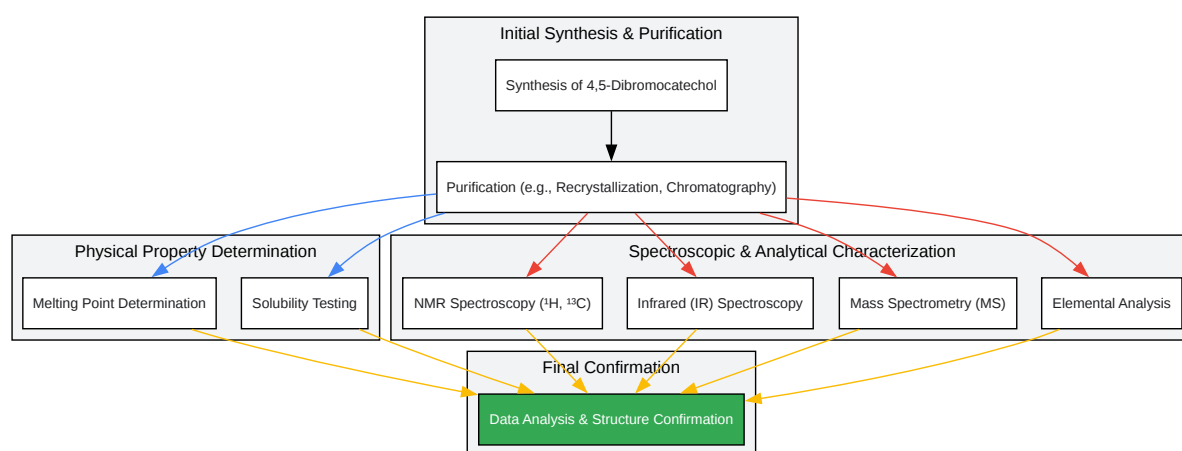 Initial Synthesis & Purification
Synthesis of 4,5-Dibromocatechol
Purification (e.g., Recrystallization, Chromatography)
Physical Property Determination
Spectroscopic & Analytical Characterization
Melting Point Determination
Solubility Testing
NMR Spectroscopy (¹H, ¹³C)
Infrared (IR) Spectroscopy
Mass Spectrometry (MS)
Elemental Analysis
Final Confirmation
Data Analysis & Structure Confirmation